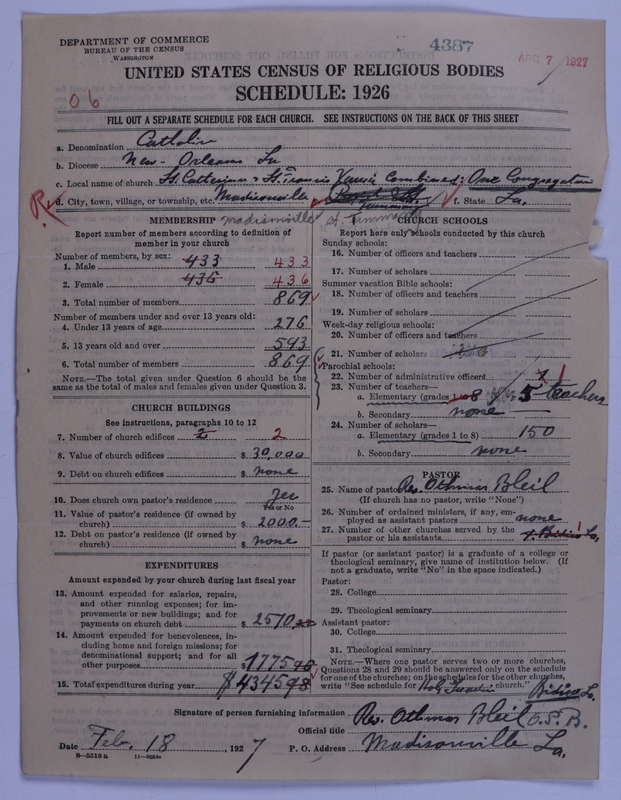 DEPARTMENT OF COMMERCE
BUREAU OF THE CENSUS
WASHINGTON
4387
APR 7 / 1927
UNITED STATES CENSUS OF RELIGIOUS BODIES
SCHEDULE: 1926
06
FILL OUT A SEPARATE SCHEDULE FOR EACH CHURCH. SEE INSTRUCTIONS ON THE BACK OF THIS SHEET
a. Denomination Catholic
b. Diocese New-Orleans La
c. Local name of church St. Catherine & St. Francis Xavier Combined: One Congregation
d. City, town, village, or township, etc. Madisonville f. State La.
MEMBERSHIP Madisonville St. Tammany
Report number of members according to definition of
member in your church
Number of members, by sex:
1. Male 433 433
2. Female 436 436
3. Total number of members 869
Number of members under and over 13 years old:
4. Under 13 years of age 276
5. 13 years old and over 593
6. Total number of members 869
NOTE.—The total given under Question 6 should be the
same as the total of males and females given under Question 3.
CHURCH BUILDINGS
See instructions, paragraphs 10 to 12
7. Number of church edifices 2 2
8. Value of church edifices $ 30,000
9. Debt on church edifices $ none
10. Does church own pastor's residence Yes
Yes or No
11. Value of pastor's residence (if owned by
church) $ 2000.-
12. Debt on pastor's residence (if owned by
church) $ none
EXPENDITURES
Amount expended by your church during last fiscal year
13. Amount expended for salaries, repairs,
and other running expenses; for im-
provements or new buildings; and for
payments on church debt $ 2570
14. Amount expended for benevolences, in-
cluding home and foreign missions; for
denominational support; and for all
other purposes $ 1775
15. Total expenditures during year $ 4345 98
CHURCH SCHOOLS
Report here only schools conducted by this church
Sunday schools:
16. Number of officers and teachers
17. Number of scholars
Summer vacation Bible schools:
18. Number of officers and teachers
19. Number of scholars
Week-day religious schools:
20. Number of officers and teachers
21. Number of scholars
Parochial schools:
22. Number of administrative officers 1
23. Number of teachers—
a. Elementary (grades 1 to 8) 5 teachers
b. Secondary none
24. Number of scholars—
a. Elementary (grades 1 to 8) 150
b. Secondary none
PASTOR
25. Name of pastor Rev. Othmar Bleil
(If church has no pastor, write "None")
26. Number of ordained ministers, if any, em-
ployed as assistant pastors none
27. Number of other churches served by the
pastor or his assistants 1
If pastor (or assistant pastor) is a graduate of a college or
theological seminary, give name of institution below. (If
not a graduate, write "No" in the space indicated.)
Pastor:
28. College
29. Theological seminary
Assistant pastor:
30. College
31. Theological seminary
NOTE.—Where one pastor serves two or more churches,
Questions 28 and 29 should be answered only on the schedule
for one of the churches; on the schedules for the other churches,
write "See schedule for church."
Signature of person furnishing information Rev. Othmar Bleil O.S.B.
Official title
Date Feb. 18, 1927 P. O. Address Madisonville La.
8—5518 a